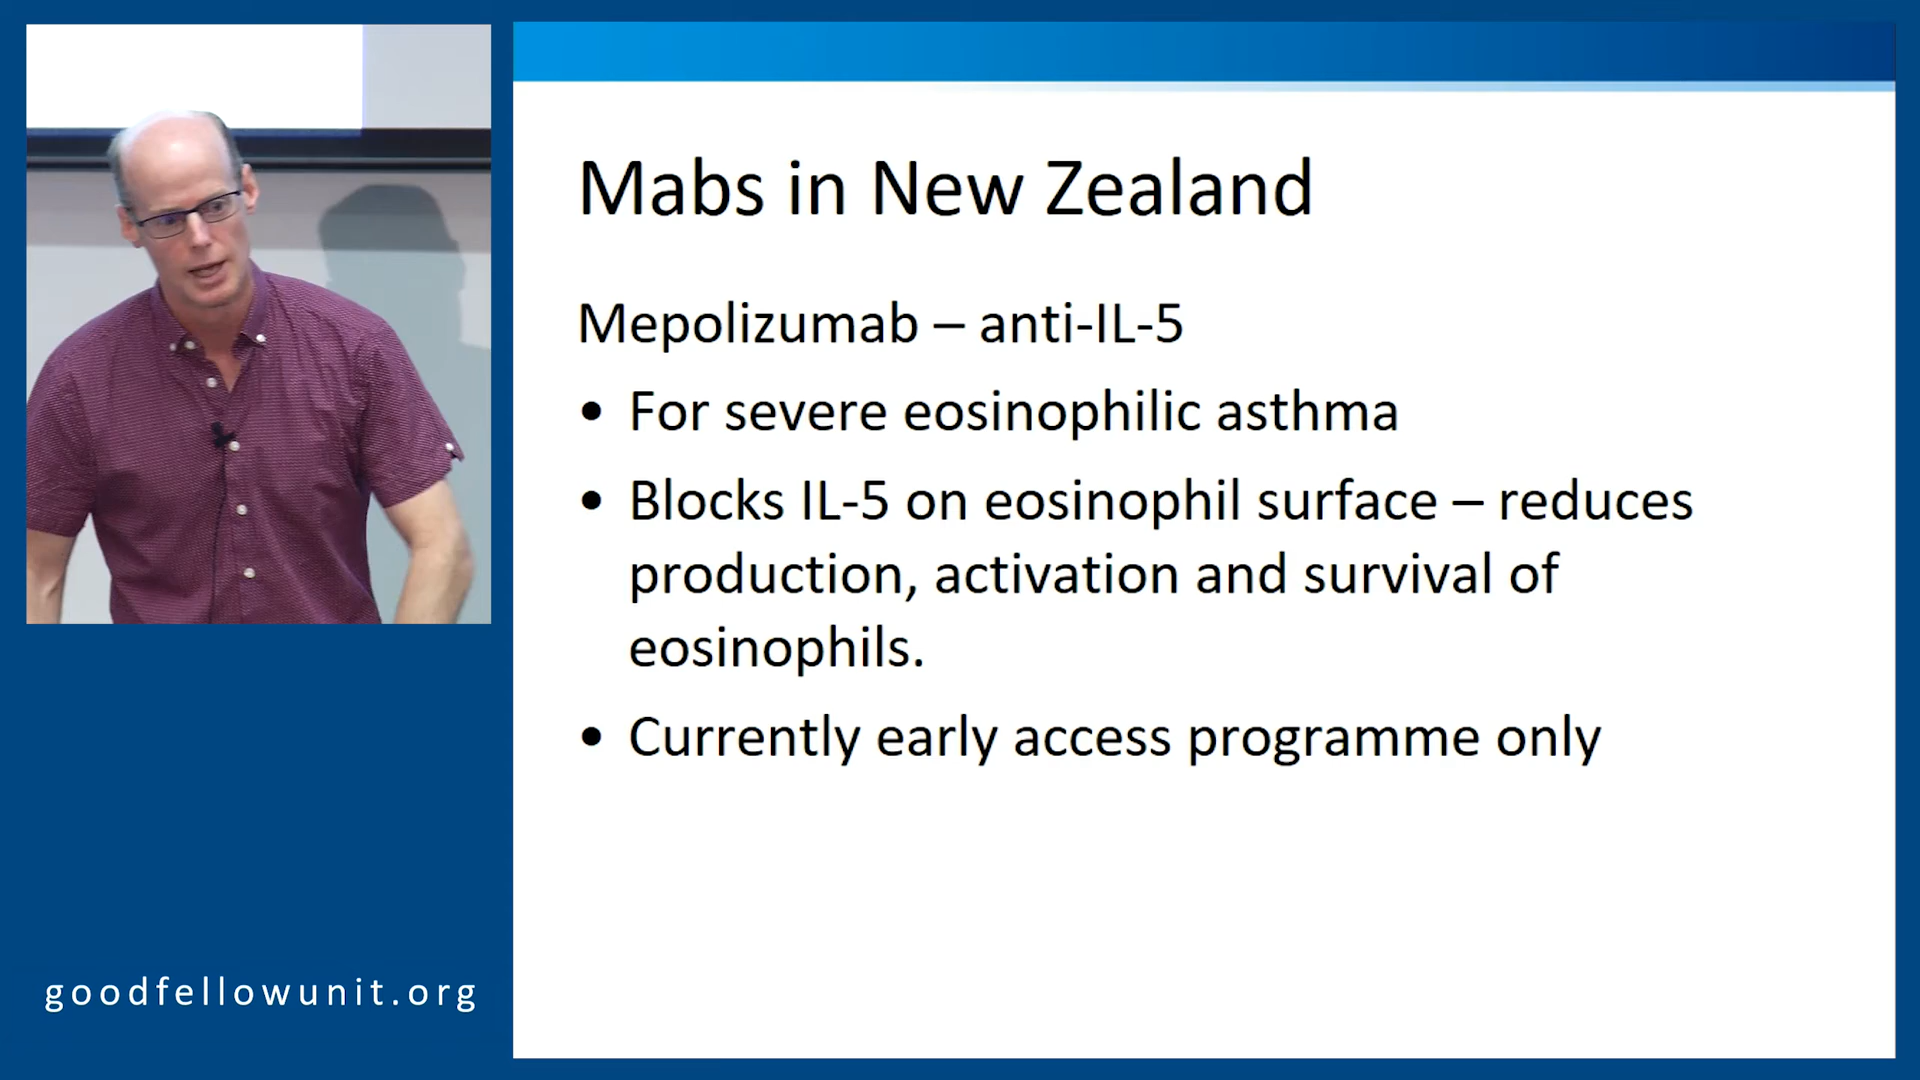 Mabs in New Zealand
Mepolizumab – anti-IL-5
• For severe eosinophilic asthma
• Blocks IL-5 on eosinophil surface – reduces
production, activation and survival of
eosinophils.
• Currently early access programme only
goodfellowunit.org